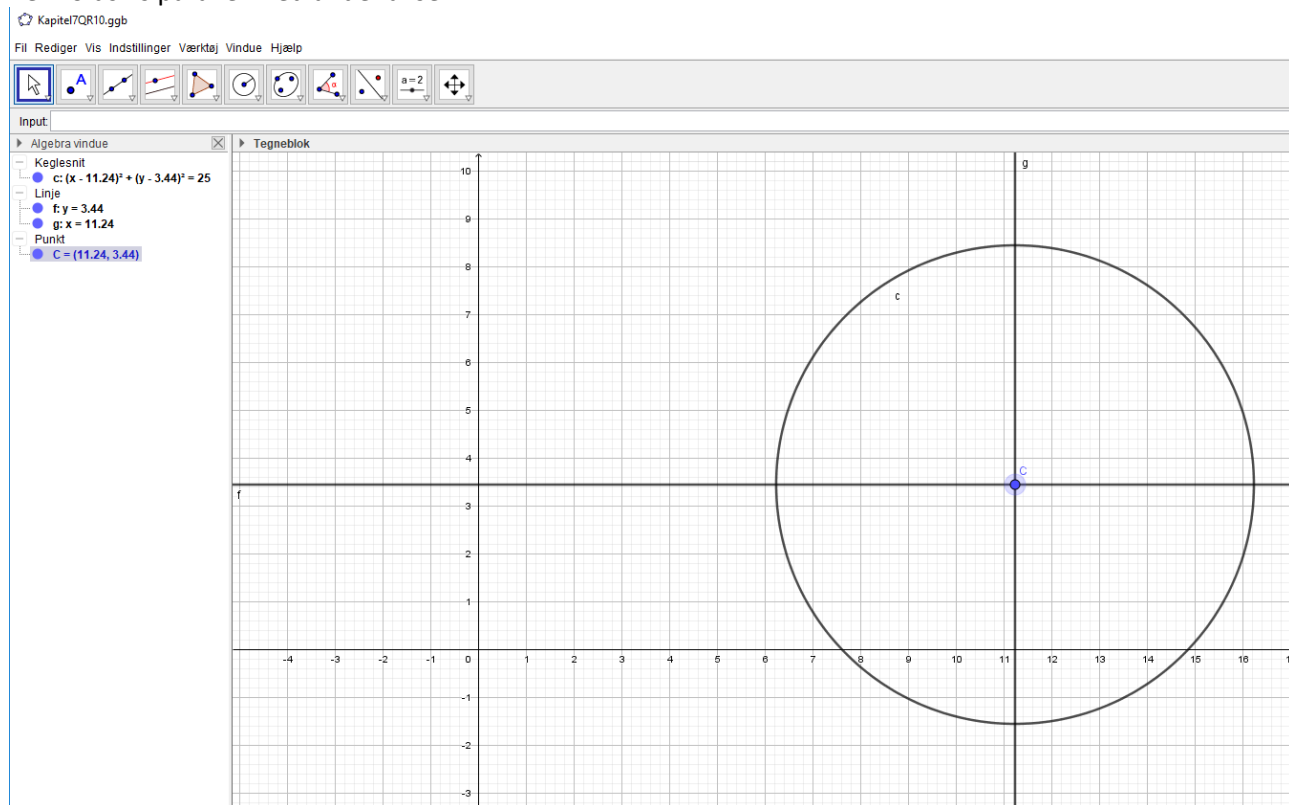 Kapitel7QR10.ggb
Fil Rediger Vis Indstillinger Værktøj Vindue Hjælp
A
α
a=2
Input:
Algebra vindue
Tegneblok
Keglesnit
c: (x - 11.24)² + (y - 3.44)² = 25
Linje
f: y = 3.44
g: x = 11.24
Punkt
C = (11.24, 3.44)
10
g
9
8
c
7
6
5
4
C
f
3
2
1
-4 -3 -2 -1 0 1 2 3 4 5 6 7 8 9 10 11 12 13 14 15 16
-1
-2
-3